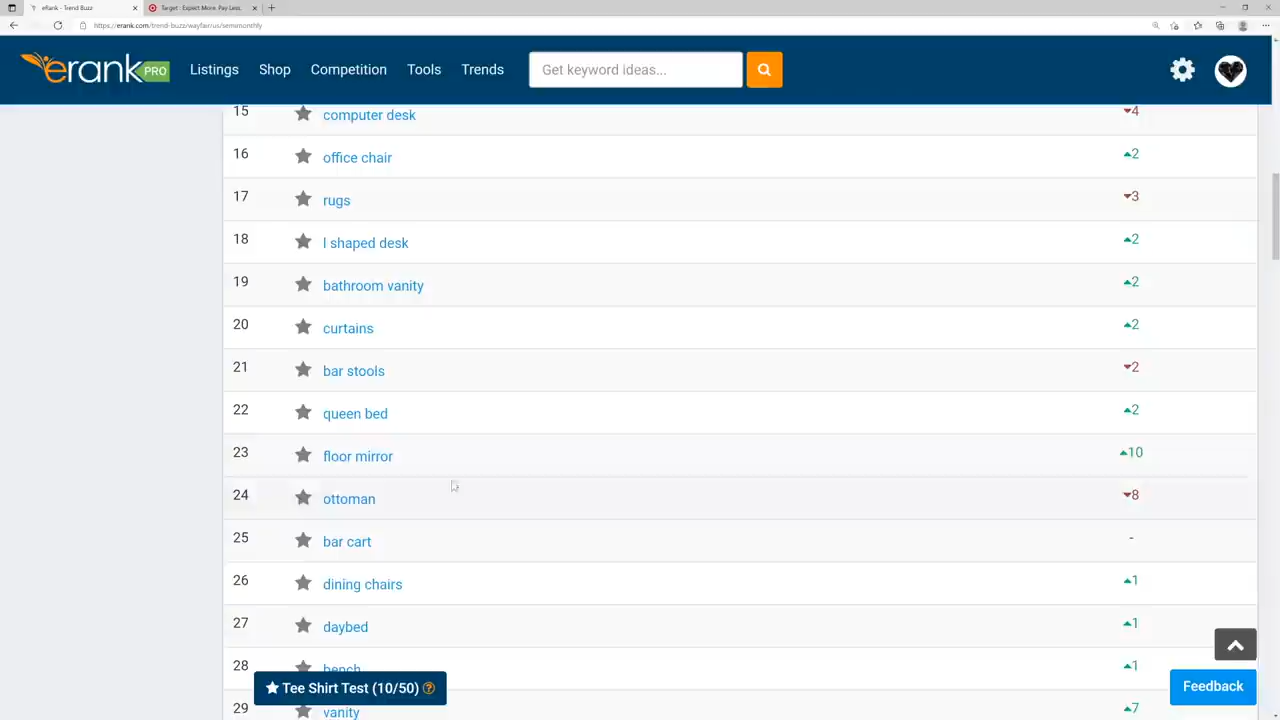 eRank - Trend Buzz
Target : Expect More. Pay Less.
https://erank.com/trend-buzz/wayfair/us/semimonthly
erank PRO
Listings Shop Competition Tools Trends Get keyword ideas...
15 computer desk 4
16 office chair 2
17 rugs 3
18 l shaped desk 2
19 bathroom vanity 2
20 curtains 2
21 bar stools 2
22 queen bed 2
23 floor mirror 10
24 ottoman 8
25 bar cart -
26 dining chairs 1
27 daybed 1
28 bench 1
29 vanity 7
Tee Shirt Test (10/50) ?
Feedback